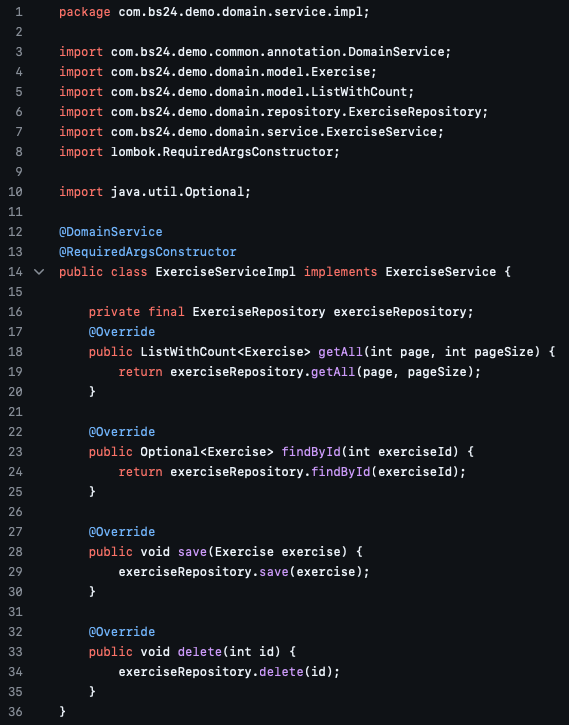 1 package com.bs24.demo.domain.service.impl;
2
3 import com.bs24.demo.common.annotation.DomainService;
4 import com.bs24.demo.domain.model.Exercise;
5 import com.bs24.demo.domain.model.ListWithCount;
6 import com.bs24.demo.domain.repository.ExerciseRepository;
7 import com.bs24.demo.domain.service.ExerciseService;
8 import lombok.RequiredArgsConstructor;
9
10 import java.util.Optional;
11
12 @DomainService
13 @RequiredArgsConstructor
14 public class ExerciseServiceImpl implements ExerciseService {
15
16     private final ExerciseRepository exerciseRepository;
17     @Override
18     public ListWithCount<Exercise> getAll(int page, int pageSize) {
19         return exerciseRepository.getAll(page, pageSize);
20     }
21
22     @Override
23     public Optional<Exercise> findById(int exerciseId) {
24         return exerciseRepository.findById(exerciseId);
25     }
26
27     @Override
28     public void save(Exercise exercise) {
29         exerciseRepository.save(exercise);
30     }
31
32     @Override
33     public void delete(int id) {
34         exerciseRepository.delete(id);
35     }
36 }